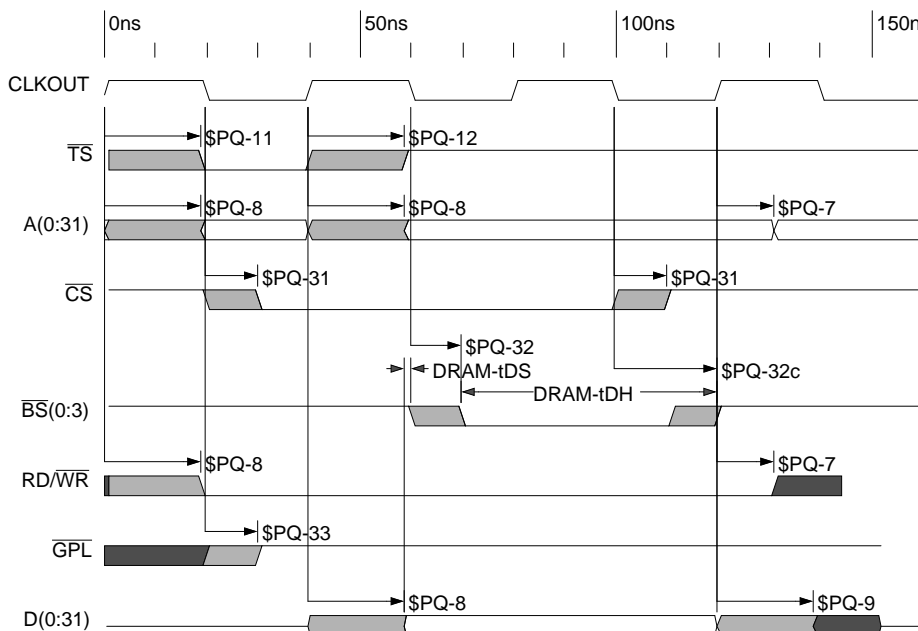 0ns 50ns 100ns 150n
CLKOUT
$PQ-11 $PQ-12
TS
$PQ-8 $PQ-8 $PQ-7
A(0:31)
$PQ-31 $PQ-31
CS
$PQ-32
DRAM-tDS $PQ-32c
DRAM-tDH
BS(0:3)
$PQ-8 $PQ-7
RD/WR
$PQ-33
GPL
$PQ-8 $PQ-9
D(0:31)